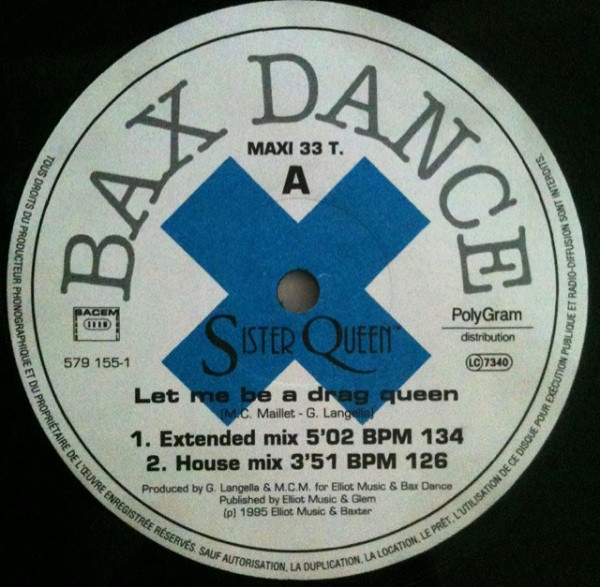 BAX DANCE
MAXI 33 T.
A
SACEM
579 155-1
PolyGram
distribution
LC 7340
SISTER QUEEN™
Let me be a drag queen
(M.C. Maillet - G. Langella)
1. Extended mix 5'02 BPM 134
2. House mix 3'51 BPM 126
Produced by G. Langella & M.C.M. for Elliot Music & Bax Dance
Published by Elliot Music & Glem
(p) 1995 Elliot Music & Baxter
TOUS DROITS DU PRODUCTEUR PHONOGRAPHIQUE ET DU PROPRIÉTAIRE DE L'ŒUVRE ENREGISTRÉE RÉSERVÉS. SAUF AUTORISATION, LA DUPLICATION, LA LOCATION, LE PRÊT, L'UTILISATION DE CE DISQUE POUR EXÉCUTION PUBLIQUE ET RADIO-DIFFUSION SONT INTERDITS.